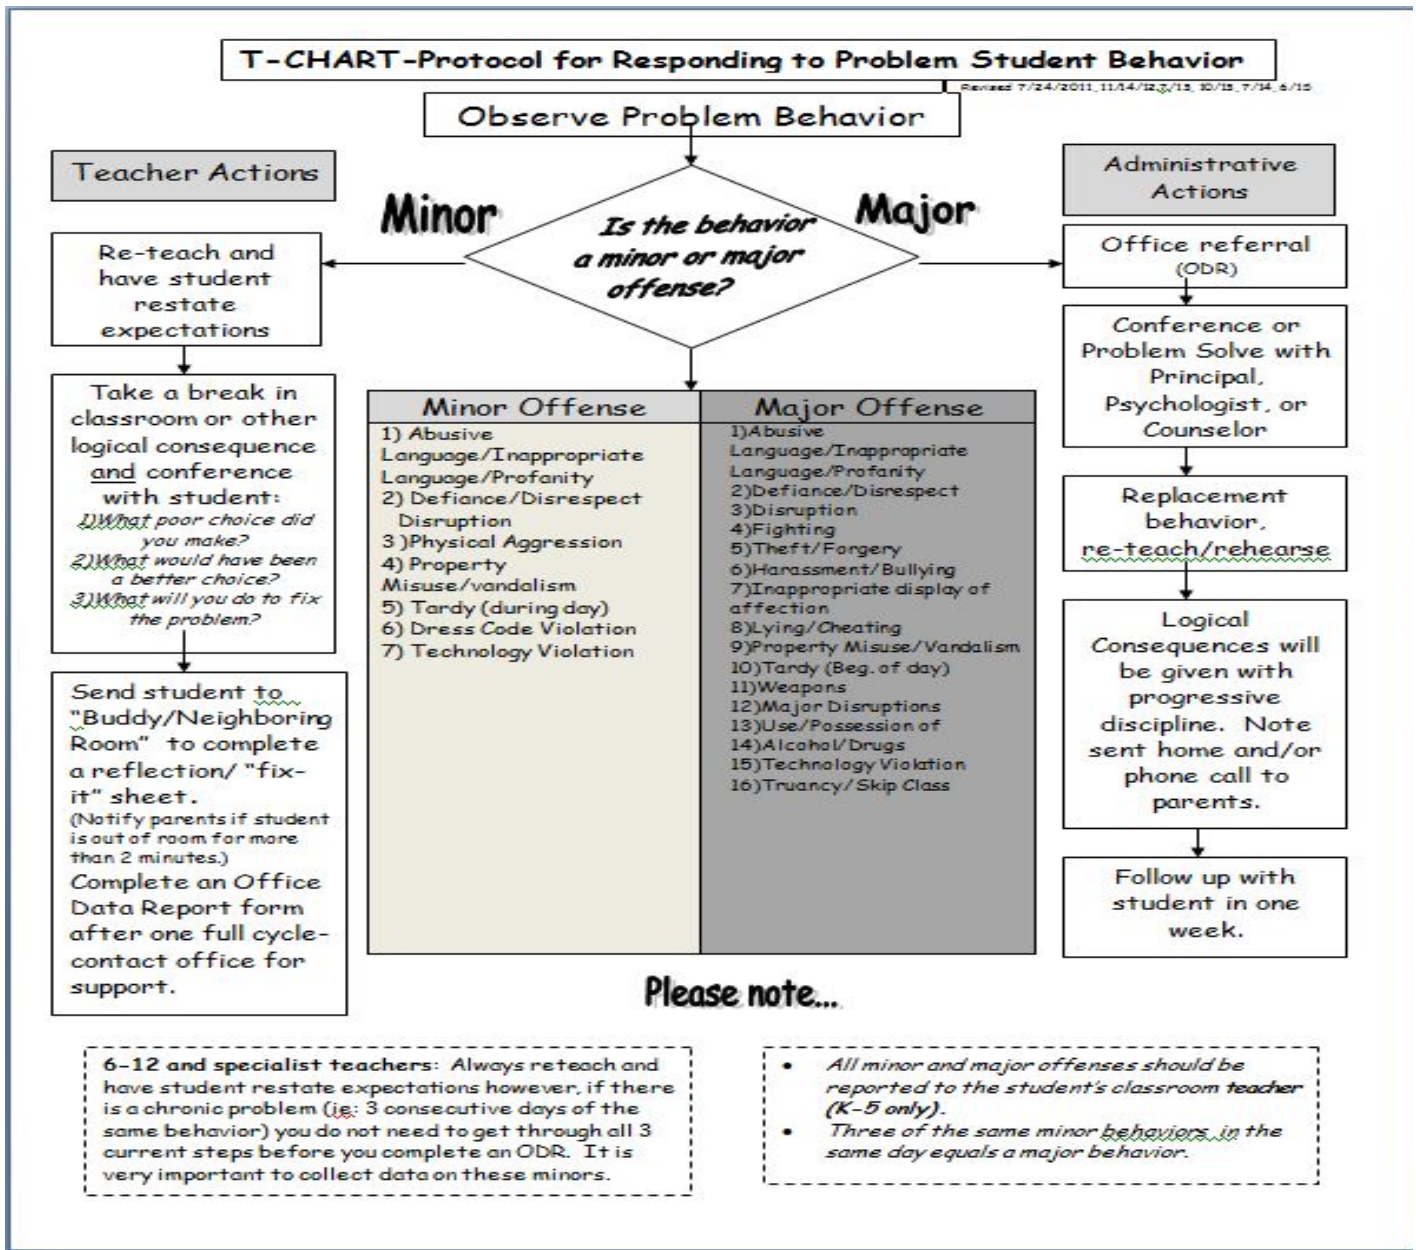 T-CHART-Protocol for Responding to Problem Student Behavior
Revised 7/24/2011, 11/14/12,7/13, 10/13, 7/14, 6/15
Observe Problem Behavior
Teacher Actions
Minor
Is the behavior
a minor or major
offense?
Major
Administrative
Actions
Re-teach and
have student
restate
expectations
Take a break in
classroom or other
logical consequence
and conference
with student:
1)What poor choice did
you make?
2)What would have been
a better choice?
3)What will you do to fix
the problem?
Send student to
"Buddy/Neighboring
Room" to complete
a reflection/ "fix-
it" sheet.
(Notify parents if student
is out of room for more
than 2 minutes.)
Complete an Office
Data Report form
after one full cycle-
contact office for
support.
Minor Offense
1) Abusive
Language/Inappropriate
Language/Profanity
2) Defiance/Disrespect
Disruption
3 )Physical Aggression
4) Property
Misuse/vandalism
5) Tardy (during day)
6) Dress Code Violation
7) Technology Violation
Major Offense
1)Abusive
Language/Inappropriate
Language/Profanity
2)Defiance/Disrespect
3)Disruption
4)Fighting
5)Theft/Forgery
6)Harassment/Bullying
7)Inappropriate display of
affection
8)Lying/Cheating
9)Property Misuse/Vandalism
10)Tardy (Beg. of day)
11)Weapons
12)Major Disruptions
13)Use/Possession of
14)Alcohol/Drugs
15)Technology Violation
16)Truancy/Skip Class
Office referral
(ODR)
Conference or
Problem Solve with
Principal,
Psychologist, or
Counselor
Replacement
behavior,
re-teach/rehearse
Logical
Consequences will
be given with
progressive
discipline. Note
sent home and/or
phone call to
parents.
Follow up with
student in one
week.
Please note...
6-12 and specialist teachers: Always reteach and
have student restate expectations however, if there
is a chronic problem (ie: 3 consecutive days of the
same behavior) you do not need to get through all 3
current steps before you complete an ODR. It is
very important to collect data on these minors.
• All minor and major offenses should be
reported to the student's classroom teacher
(K-5 only).
• Three of the same minor behaviors in the
same day equals a major behavior.